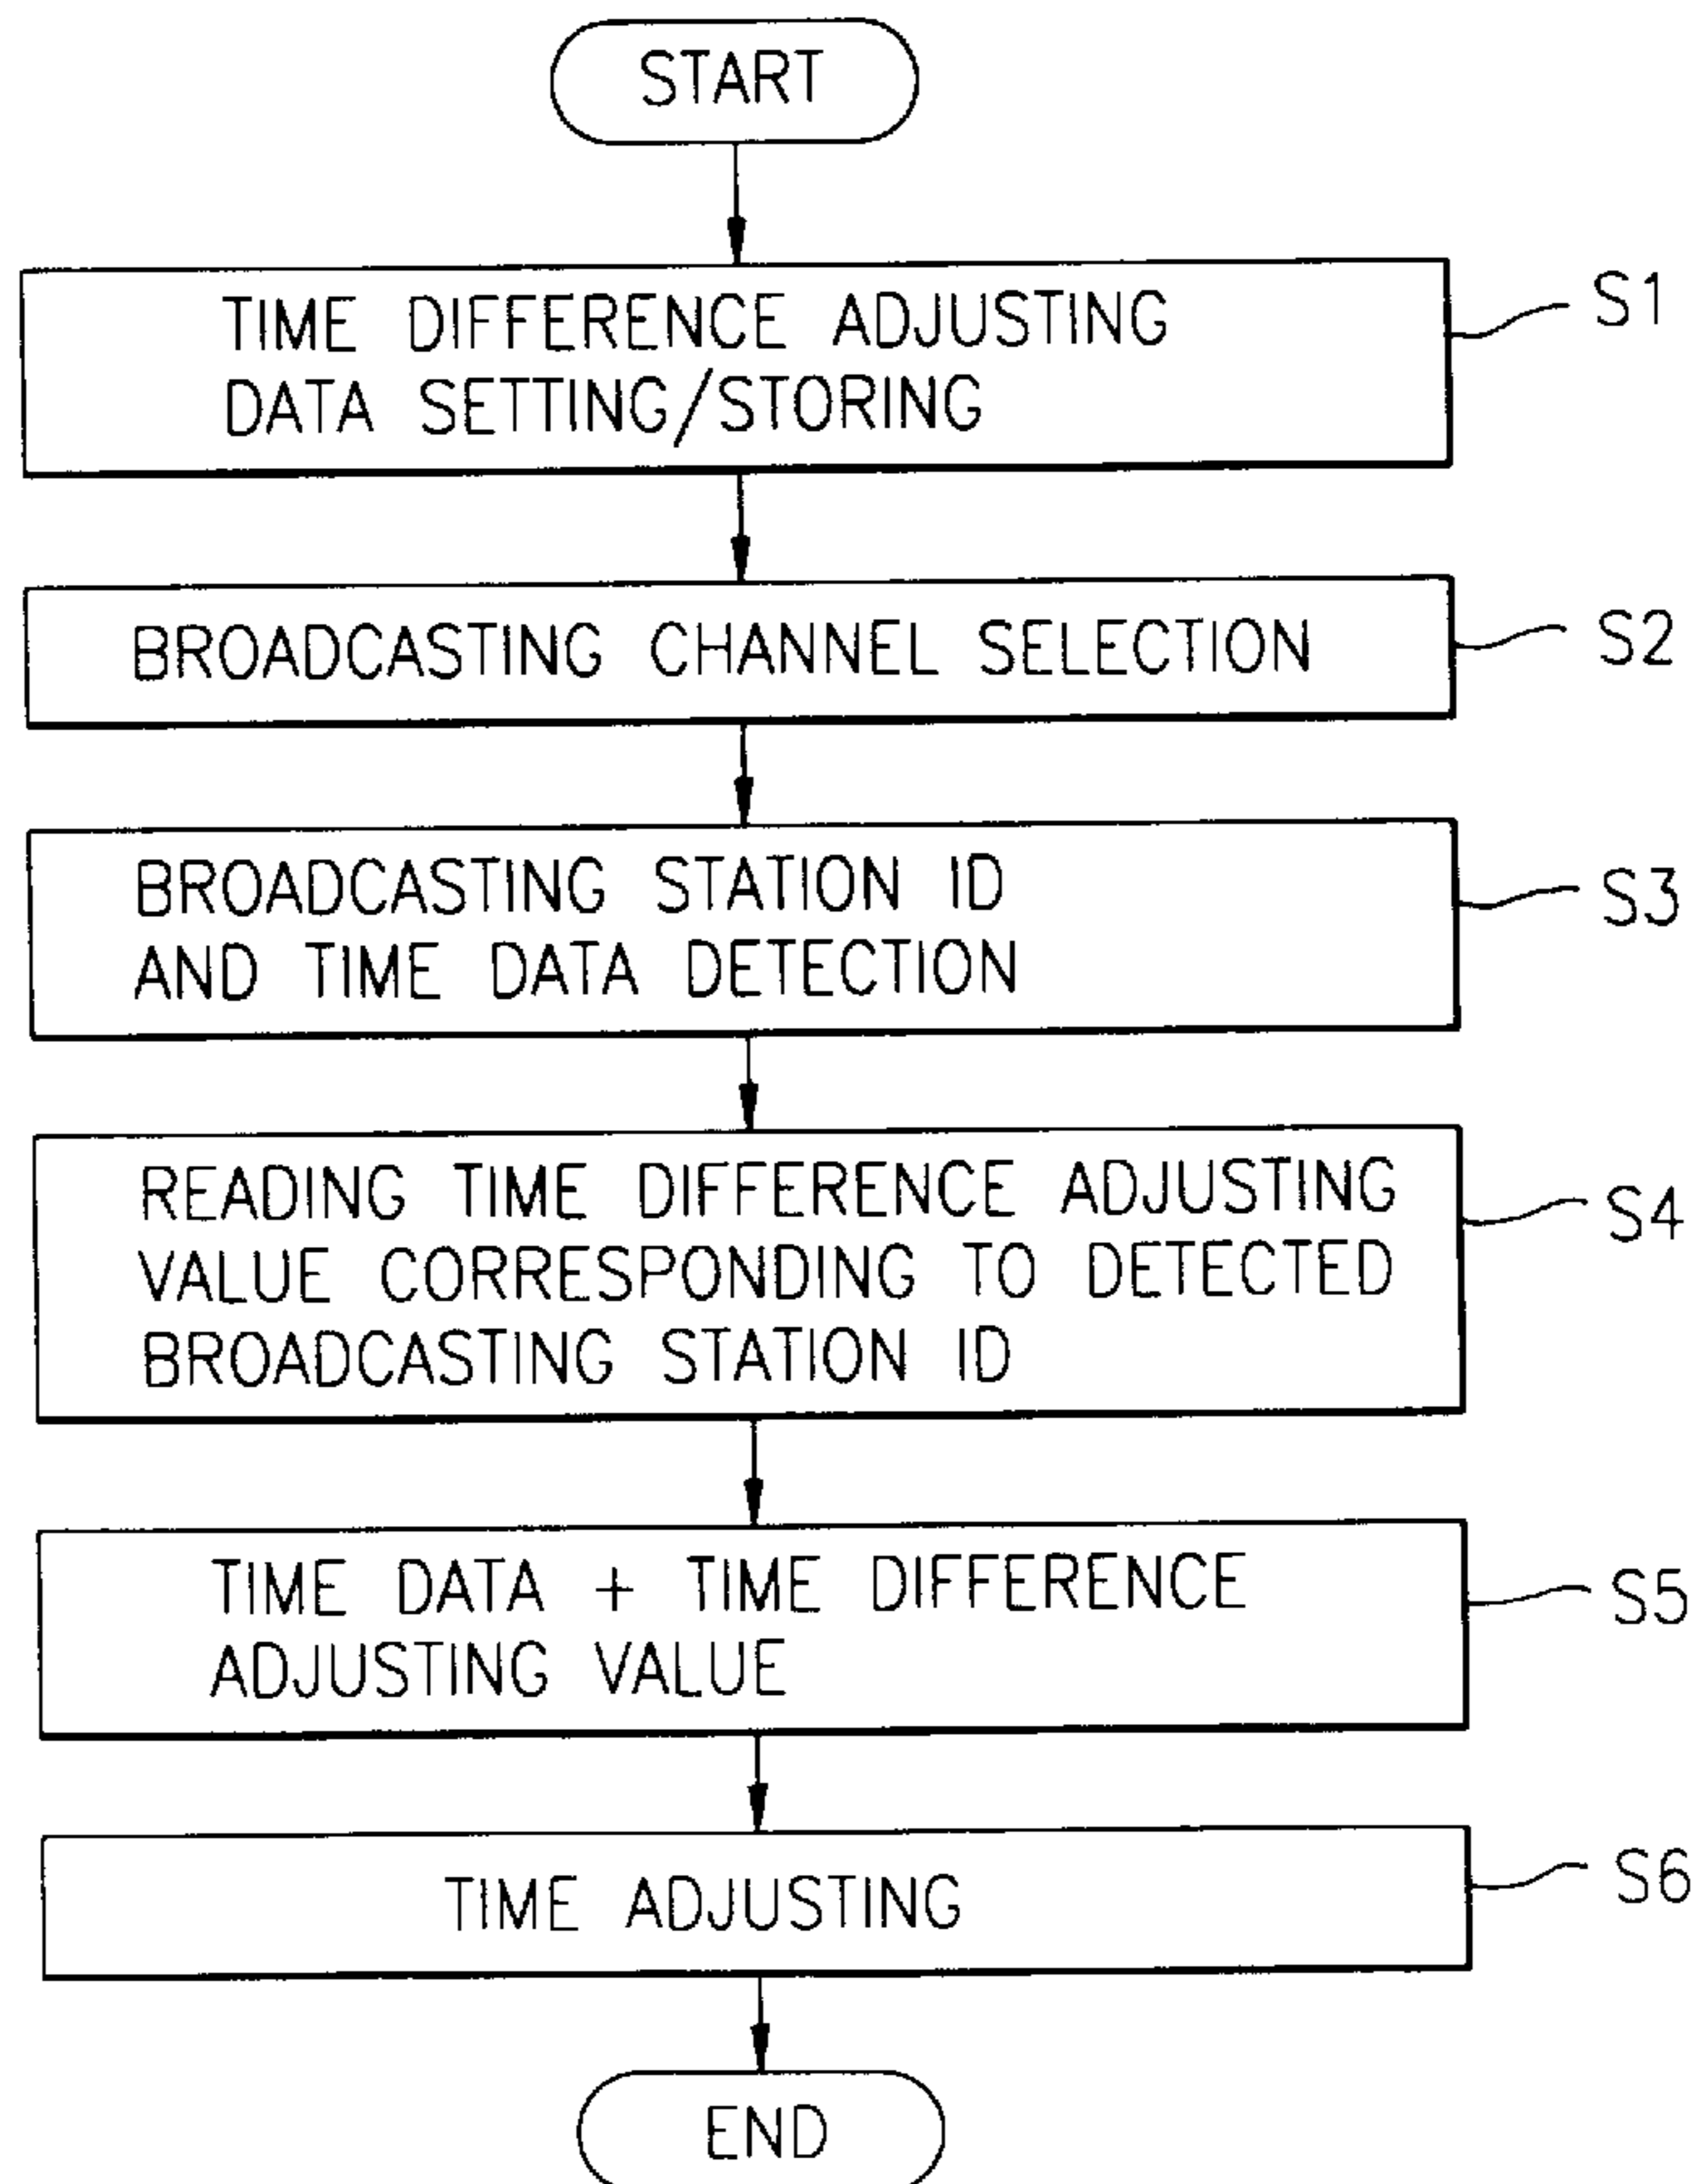 START
TIME DIFFERENCE ADJUSTING
DATA SETTING/STORING
S1
BROADCASTING CHANNEL SELECTION
S2
BROADCASTING STATION ID
AND TIME DATA DETECTION
S3
READING TIME DIFFERENCE ADJUSTING
VALUE CORRESPONDING TO DETECTED
BROADCASTING STATION ID
S4
TIME DATA + TIME DIFFERENCE
ADJUSTING VALUE
S5
TIME ADJUSTING
S6
END